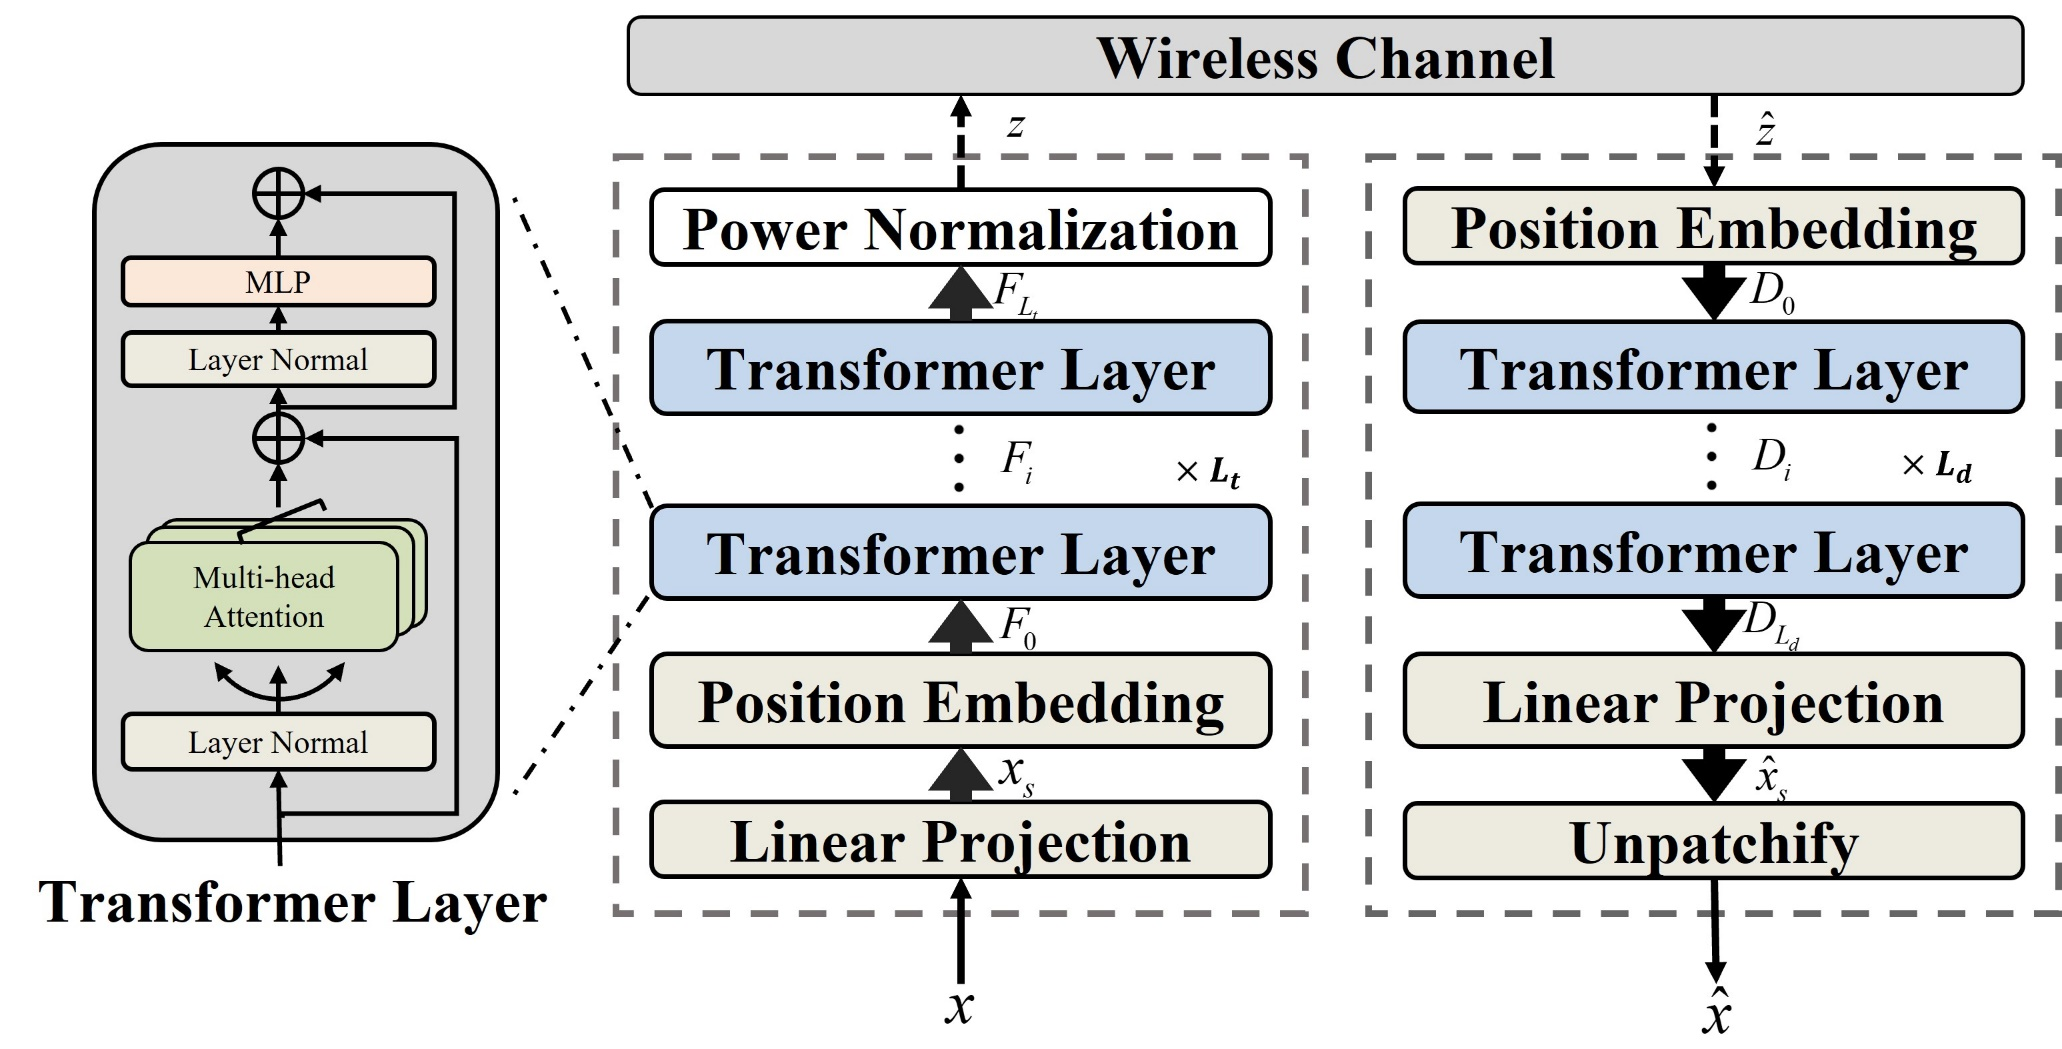 Wireless Channel
z
ẑ
MLP
Layer Normal
Multi-head
Attention
Layer Normal
Transformer Layer
Power Normalization
F_{L_t}
Transformer Layer
F_i
× L_t
Transformer Layer
F_0
Position Embedding
x_s
Linear Projection
x
Position Embedding
D_0
Transformer Layer
D_i
× L_d
Transformer Layer
D_{L_d}
Linear Projection
x̂_s
Unpatchify
x̂